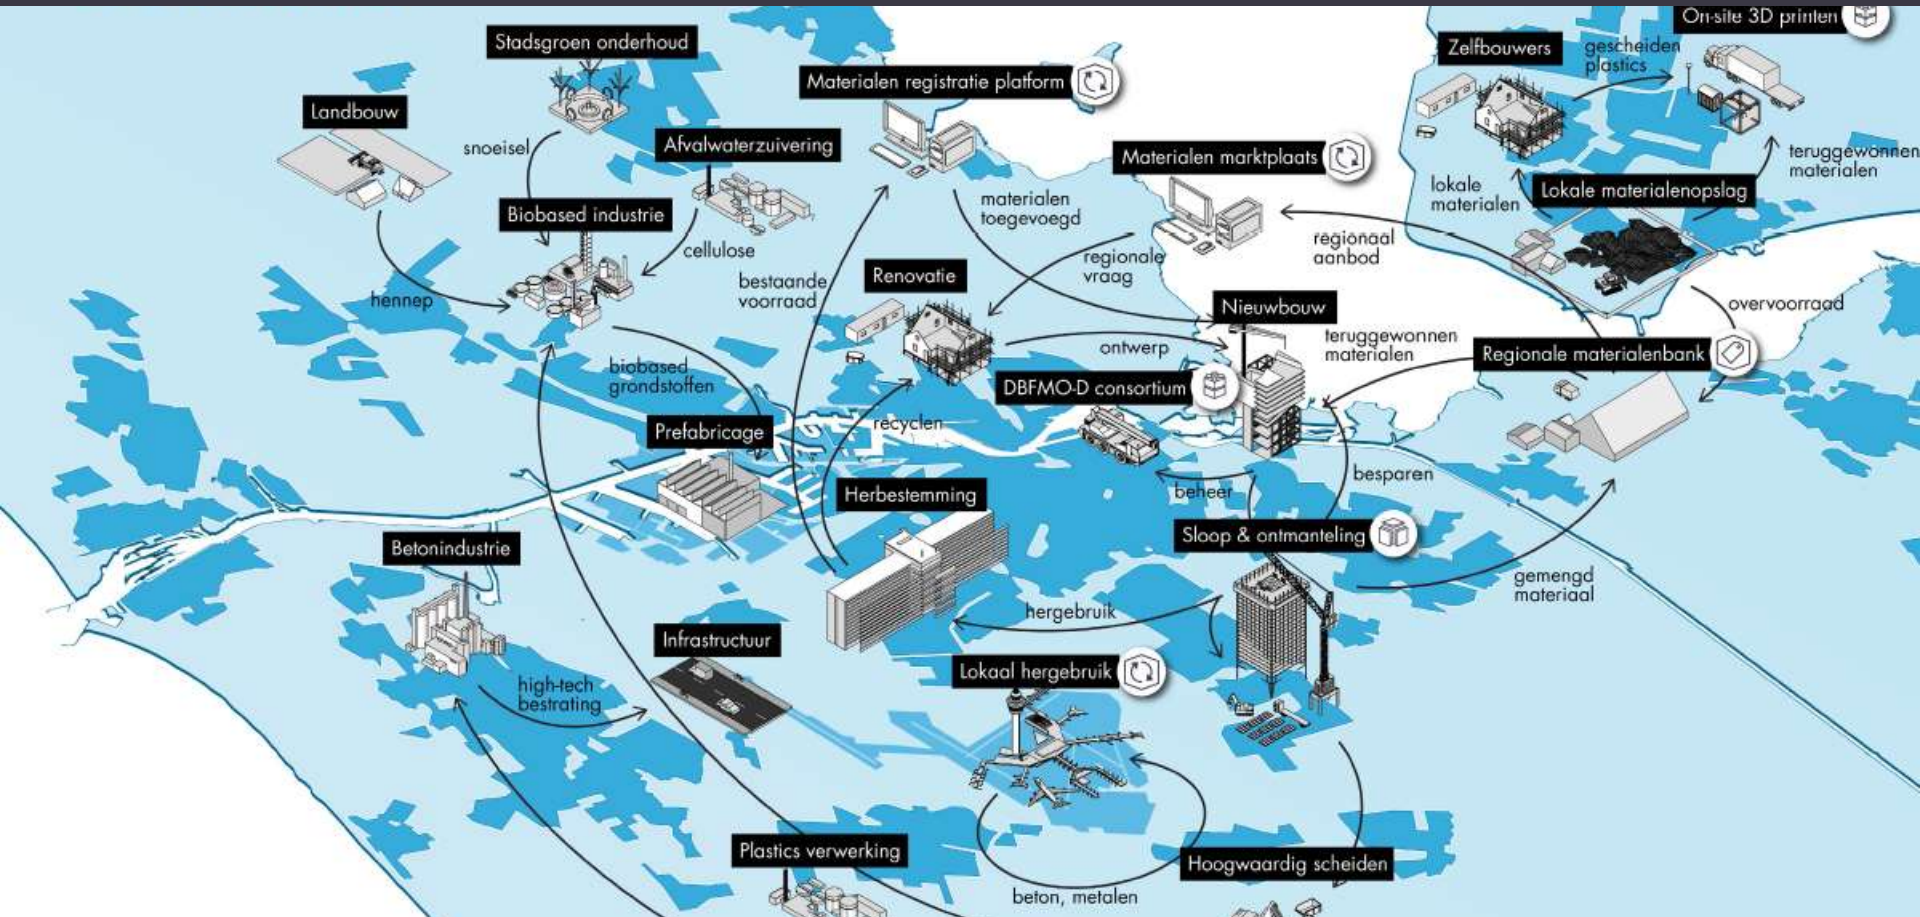 On-site 3D printen
Stadsgroen onderhoud
Zelfbouwers
gescheiden
plastics
Materialen registratie platform
Landbouw
snoeisel
Afvalwaterzuivering
Materialen marktplaats
teruggewonnen
materialen
lokale
materialen
Lokale materialenopslag
Biobased industrie
materialen
toegevoegd
cellulose
regionaal
aanbod
regionale
vraag
bestaande
voorraad
Renovatie
hennep
Nieuwbouw
overvoorraad
ontwerp
teruggewonnen
materialen
Regionale materialenbank
biobased
grondstoffen
DBFMO-D consortium
recyclen
Prefabricage
besparen
beheer
Herbestemming
Sloop & ontmanteling
Betonindustrie
gemengd
materiaal
hergebruik
Infrastructuur
Lokaal hergebruik
high-tech
bestrating
Plastics verwerking
Hoogwaardig scheiden
beton, metalen